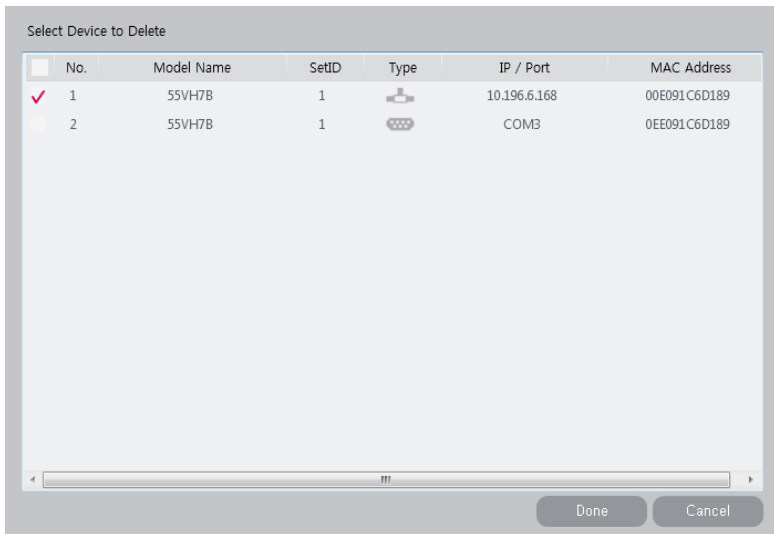 Select Device to Delete
No. Model Name SetID Type IP / Port MAC Address
1 55VH7B 1 10.196.6.168 00E091C6D189
2 55VH7B 1 COM3 0EE091C6D189
Done Cancel